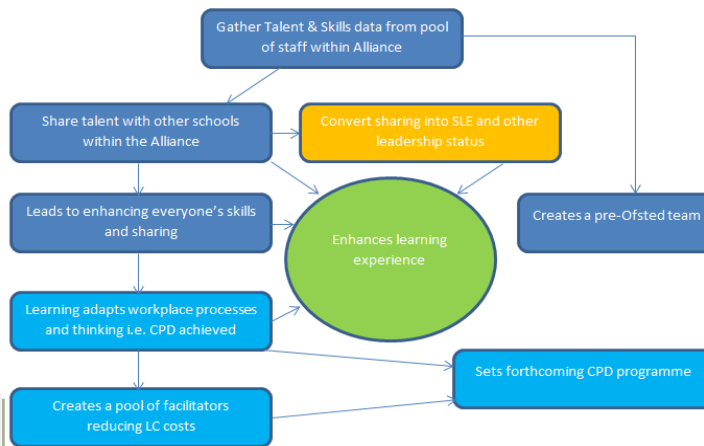 Gather Talent & Skills data from pool
of staff within Alliance
Share talent with other schools
within the Alliance
Convert sharing into SLE and other
leadership status
Leads to enhancing everyone's skills
and sharing
Enhances learning
experience
Creates a pre-Ofsted team
Learning adapts workplace processes
and thinking i.e. CPD achieved
Sets forthcoming CPD programme
Creates a pool of facilitators
reducing LC costs